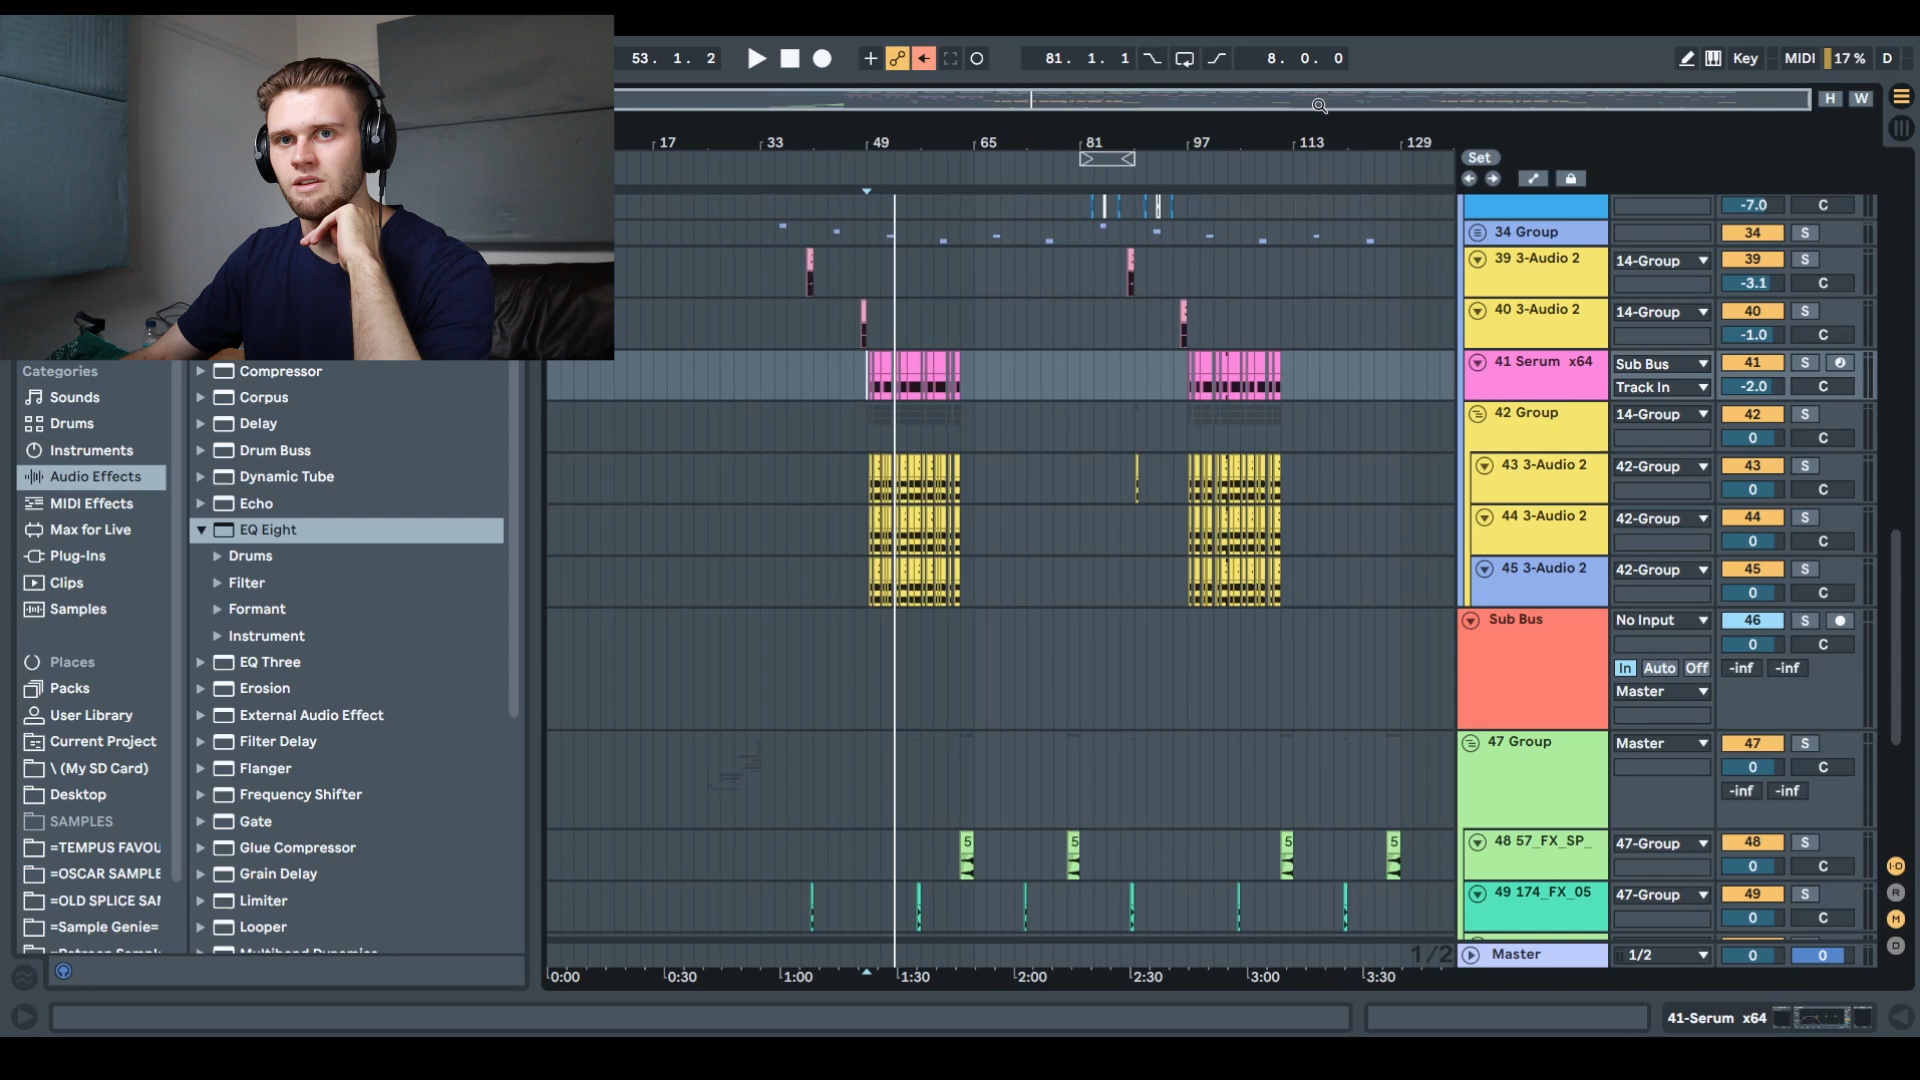 53. 1. 2
81. 1. 1
8. 0. 0
Key
MIDI
17 %
D
H
W
17
33
49
65
81
97
113
129
Set
-7.0
C
34 Group
34
S
39 3-Audio 2
14-Group
39
S
-3.1
C
40 3-Audio 2
14-Group
40
S
-1.0
C
Categories
Compressor
41 Serum x64
Sub Bus
41
S
Track In
-2.0
C
Sounds
Corpus
42 Group
14-Group
42
S
0
C
Drums
Delay
Instruments
Drum Buss
43 3-Audio 2
42-Group
43
S
0
C
Audio Effects
Dynamic Tube
MIDI Effects
Echo
44 3-Audio 2
42-Group
44
S
0
C
Max for Live
EQ Eight
Plug-Ins
Drums
45 3-Audio 2
42-Group
45
S
0
C
Clips
Filter
Samples
Formant
Sub Bus
No Input
46
S
0
C
Instrument
In Auto Off
-inf
-inf
Master
Places
EQ Three
Packs
Erosion
User Library
External Audio Effect
47 Group
Master
47
S
0
C
-inf
-inf
Current Project
Filter Delay
\ (My SD Card)
Flanger
Desktop
Frequency Shifter
SAMPLES
Gate
5
5
5
5
48 57_FX_SP_
47-Group
48
S
0
C
=TEMPUS FAVOU
Glue Compressor
=OSCAR SAMPLE
Grain Delay
49 174_FX_05
47-Group
49
S
0
C
=OLD SPLICE SAI
Limiter
=Sample Genie=
Looper
Multiband Dynamics
1/2
Master
1/2
0
0
0:00
0:30
1:00
1:30
2:00
2:30
3:00
3:30
I·O
R
M
D
41-Serum x64